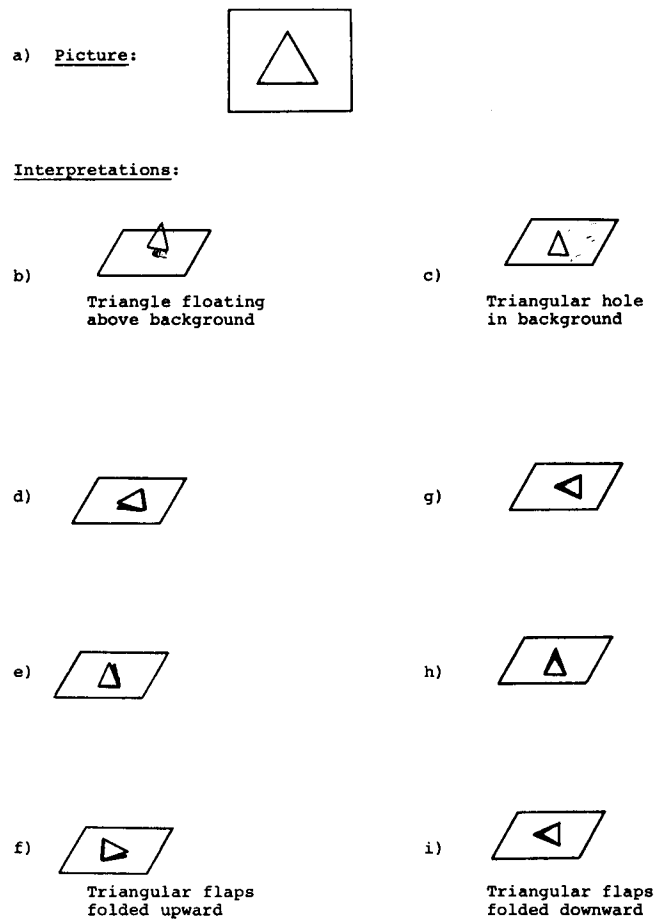 a) Picture:
Interpretations:
b)
Triangle floating
above background
c)
Triangular hole
in background
d)
g)
e)
h)
f)
Triangular flaps
folded upward
i)
Triangular flaps
folded downward